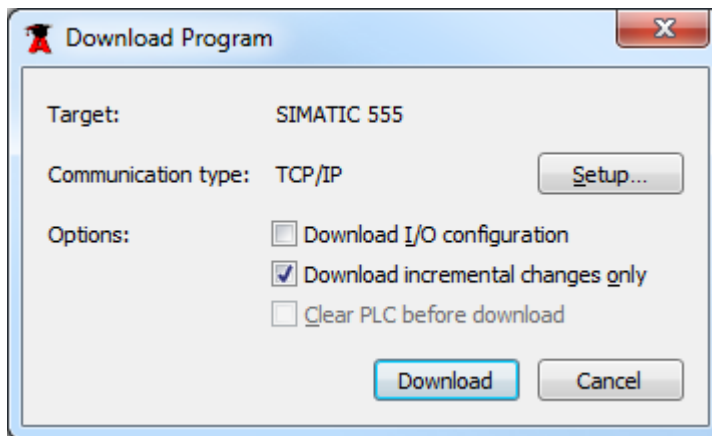 Download Program
Target: SIMATIC 555
Communication type: TCP/IP Setup...
Options: Download I/O configuration
Download incremental changes only
Clear PLC before download
Download Cancel